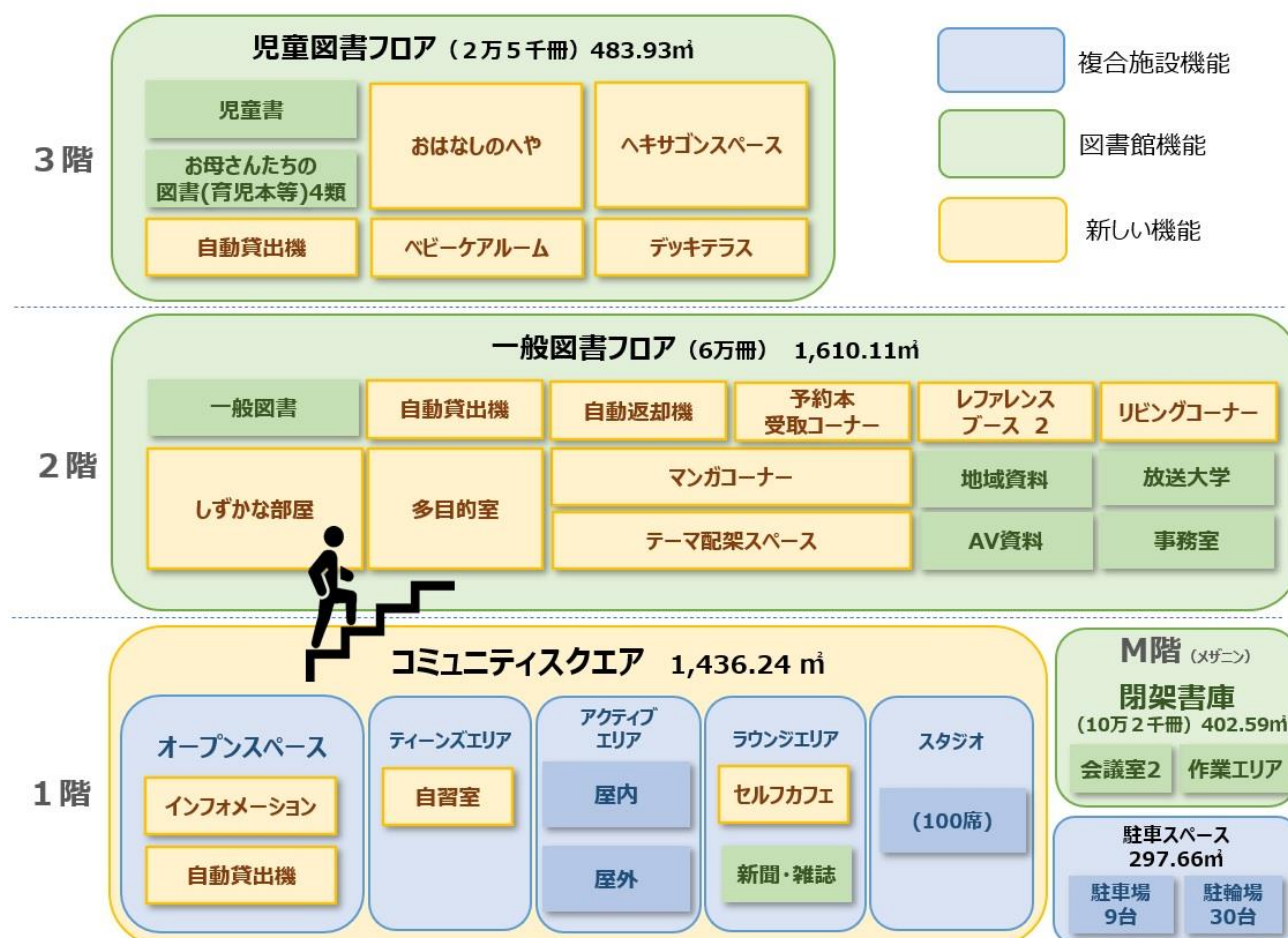 児童図書フロア（２万５千冊）483.93㎡
複合施設機能
図書館機能
新しい機能
３階
児童書
お母さんたちの
図書(育児本等)4類
自動貸出機
おはなしのへや
ベビーケアルーム
ヘキサゴンスペース
デッキテラス
一般図書フロア（6万冊） 1,610.11㎡
２階
一般図書
自動貸出機
自動返却機
予約本
受取コーナー
レファレンス
ブース ２
リビングコーナー
しずかな部屋
多目的室
マンガコーナー
テーマ配架スペース
地域資料
放送大学
AV資料
事務室
コミュニティスクエア 1,436.24 ㎡
１階
オープンスペース
インフォメーション
自動貸出機
ティーンズエリア
自習室
アクティブ
エリア
屋内
屋外
ラウンジエリア
セルフカフェ
新聞・雑誌
スタジオ
(100席)
M階 (メザニン)
閉架書庫
(10万２千冊) 402.59㎡
会議室2
作業エリア
駐車スペース
297.66㎡
駐車場
9台
駐輪場
30台